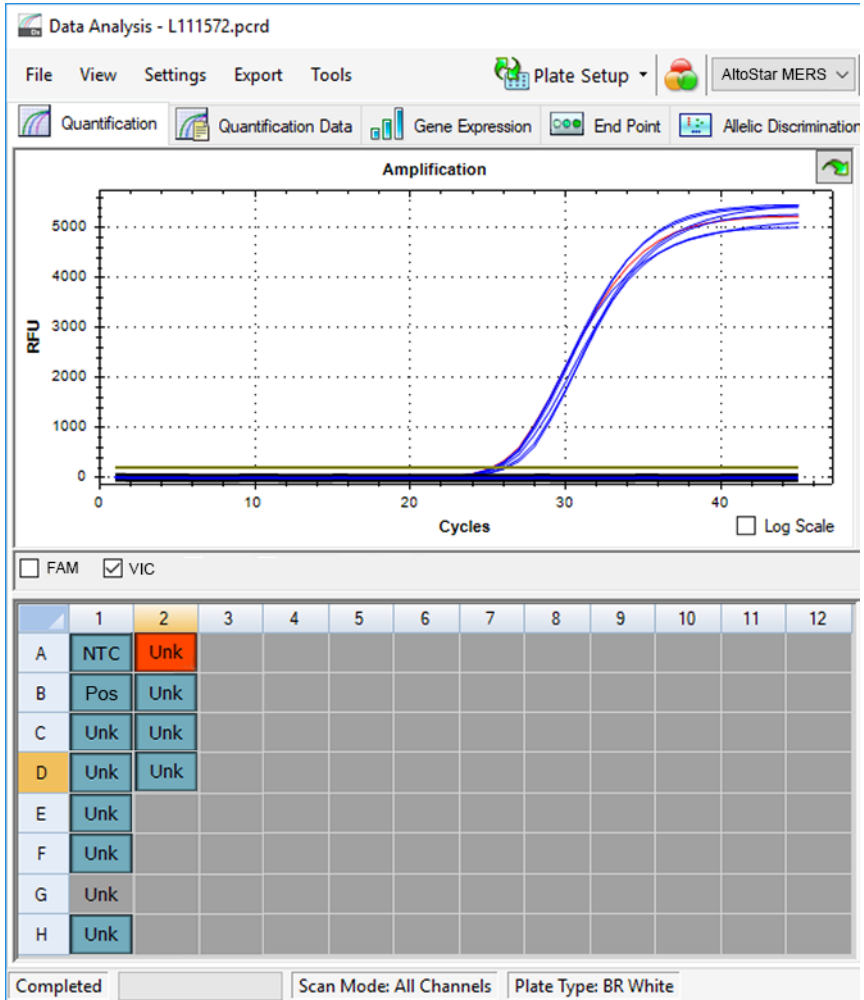 Data Analysis - L111572.pcrd
File View Settings Export Tools Plate Setup AltoStar MERS
Quantification Quantification Data Gene Expression End Point Allelic Discrimination
Amplification
5000
4000
3000
2000
1000
0
RFU
0 10 20 30 40
Cycles
Log Scale
FAM VIC
1 2 3 4 5 6 7 8 9 10 11 12
A NTC Unk
B Pos Unk
C Unk Unk
D Unk Unk
E Unk
F Unk
G Unk
H Unk
Completed Scan Mode: All Channels Plate Type: BR White